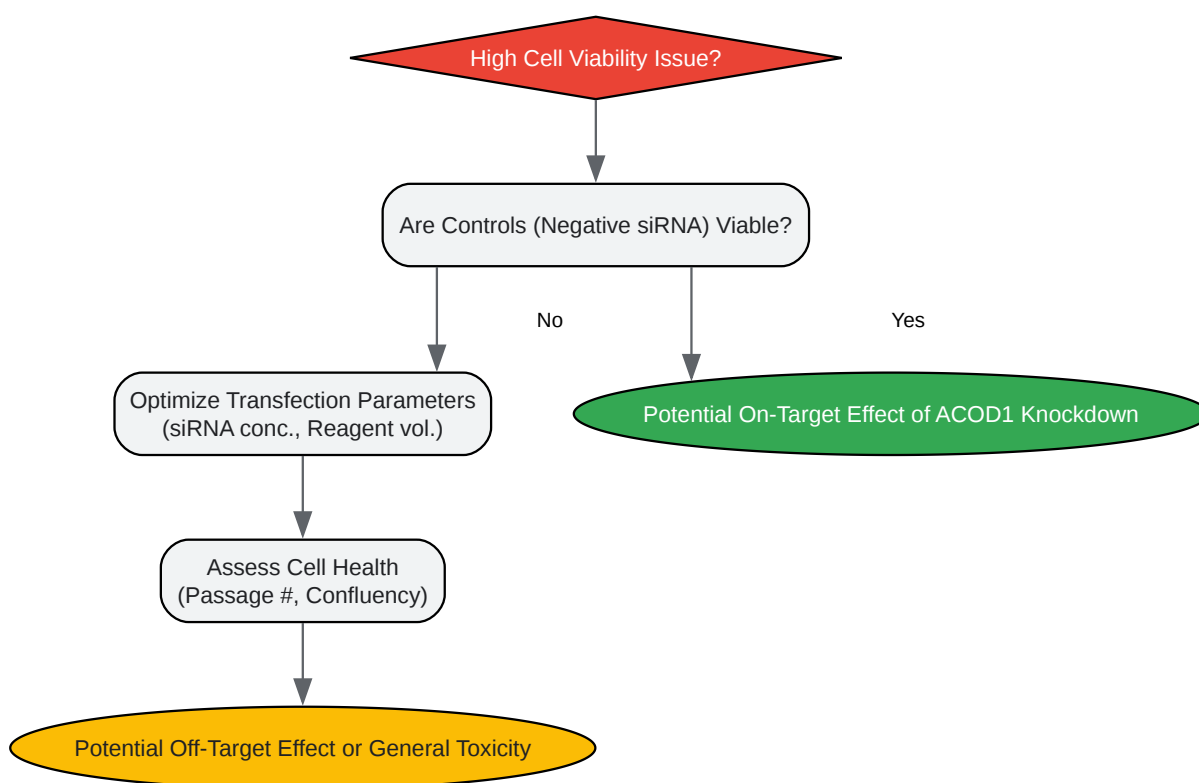 High Cell Viability Issue?
Are Controls (Negative siRNA) Viable?
No
Yes
Optimize Transfection Parameters
(siRNA conc., Reagent vol.)
Potential On-Target Effect of ACOD1 Knockdown
Assess Cell Health
(Passage #, Confluency)
Potential Off-Target Effect or General Toxicity